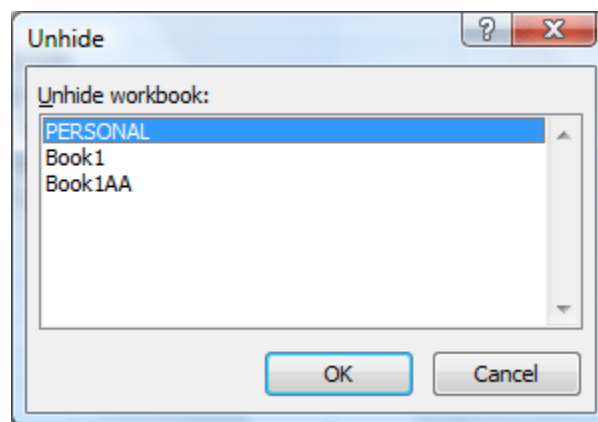 Unhide
?
X
Unhide workbook:
PERSONAL
Book1
Book1AA
OK
Cancel